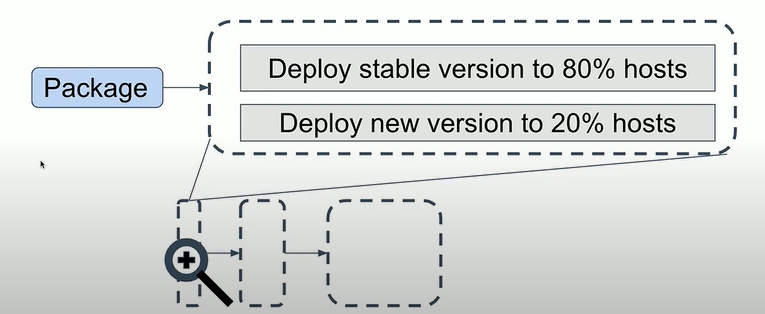 Package
Deploy stable version to 80% hosts
Deploy new version to 20% hosts